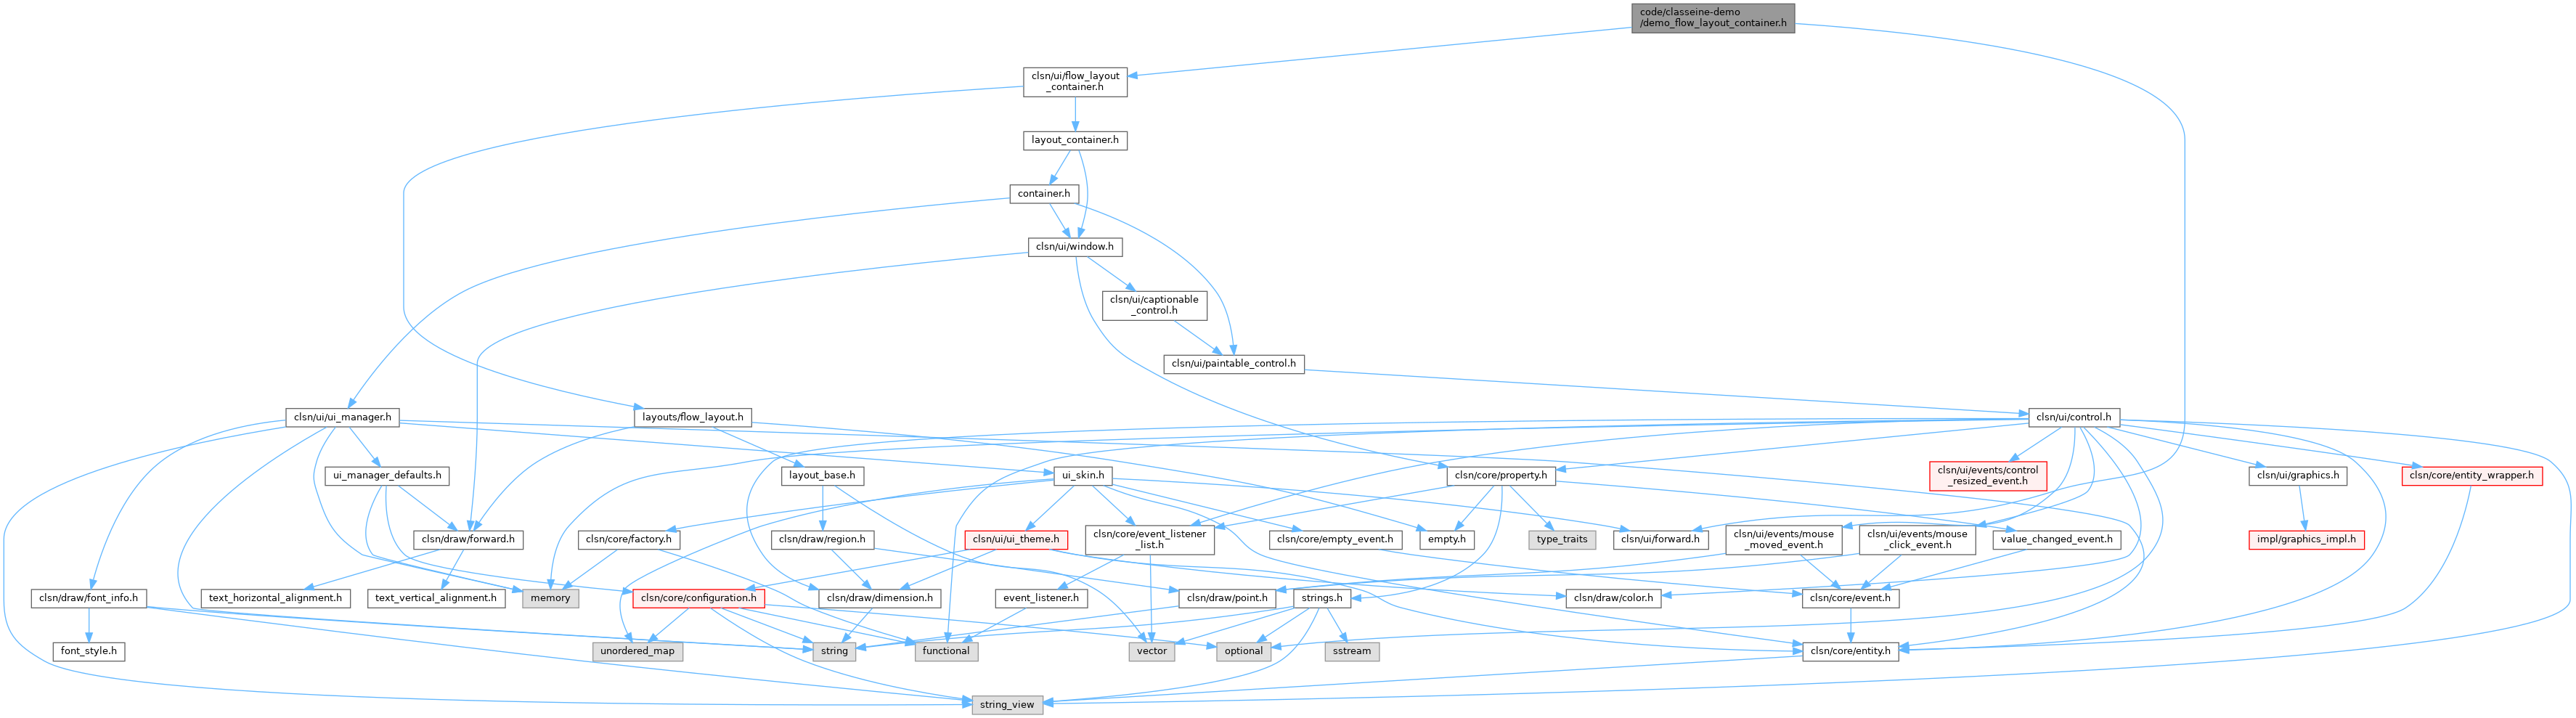 code/classeine-demo
/demo_flow_layout_container.h
clsn/ui/flow_layout
_container.h
layout_container.h
container.h
clsn/ui/window.h
clsn/ui/captionable
_control.h
clsn/ui/paintable_control.h
clsn/ui/ui_manager.h
layouts/flow_layout.h
clsn/ui/control.h
ui_manager_defaults.h
layout_base.h
ui_skin.h
clsn/core/property.h
clsn/ui/events/control
_resized_event.h
clsn/ui/graphics.h
clsn/core/entity_wrapper.h
clsn/draw/forward.h
clsn/core/factory.h
clsn/draw/region.h
clsn/ui/ui_theme.h
clsn/core/event_listener
_list.h
clsn/core/empty_event.h
empty.h
type_traits
clsn/ui/forward.h
clsn/ui/events/mouse
_moved_event.h
clsn/ui/events/mouse
_click_event.h
value_changed_event.h
impl/graphics_impl.h
clsn/draw/font_info.h
text_horizontal_alignment.h
text_vertical_alignment.h
memory
clsn/core/configuration.h
clsn/draw/dimension.h
event_listener.h
clsn/draw/point.h
strings.h
clsn/draw/color.h
clsn/core/event.h
font_style.h
unordered_map
string
functional
vector
optional
sstream
clsn/core/entity.h
string_view